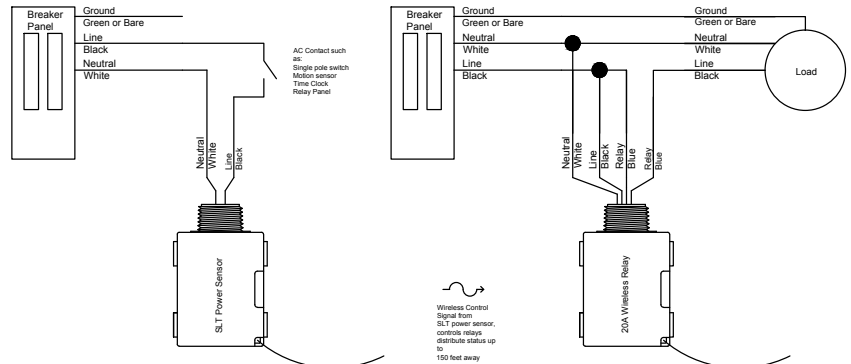 Breaker
Panel
Ground
Green or Bare
Line
Black
Neutral
White
AC Contact such
as:
Single pole switch
Motion sensor
Time Clock
Relay Panel
Neutral
White
Line
Black
SLT Power Sensor
Wireless Control
Signal from
SLT power sensor,
controls relays
distribute status up
to
150 feet away
Breaker
Panel
Ground
Green or Bare
Neutral
White
Line
Black
Ground
Green or Bare
Neutral
White
Line
Black
Load
Neutral
White
Line
Black
Relay
Blue
Relay
Blue
20A Wireless Relay